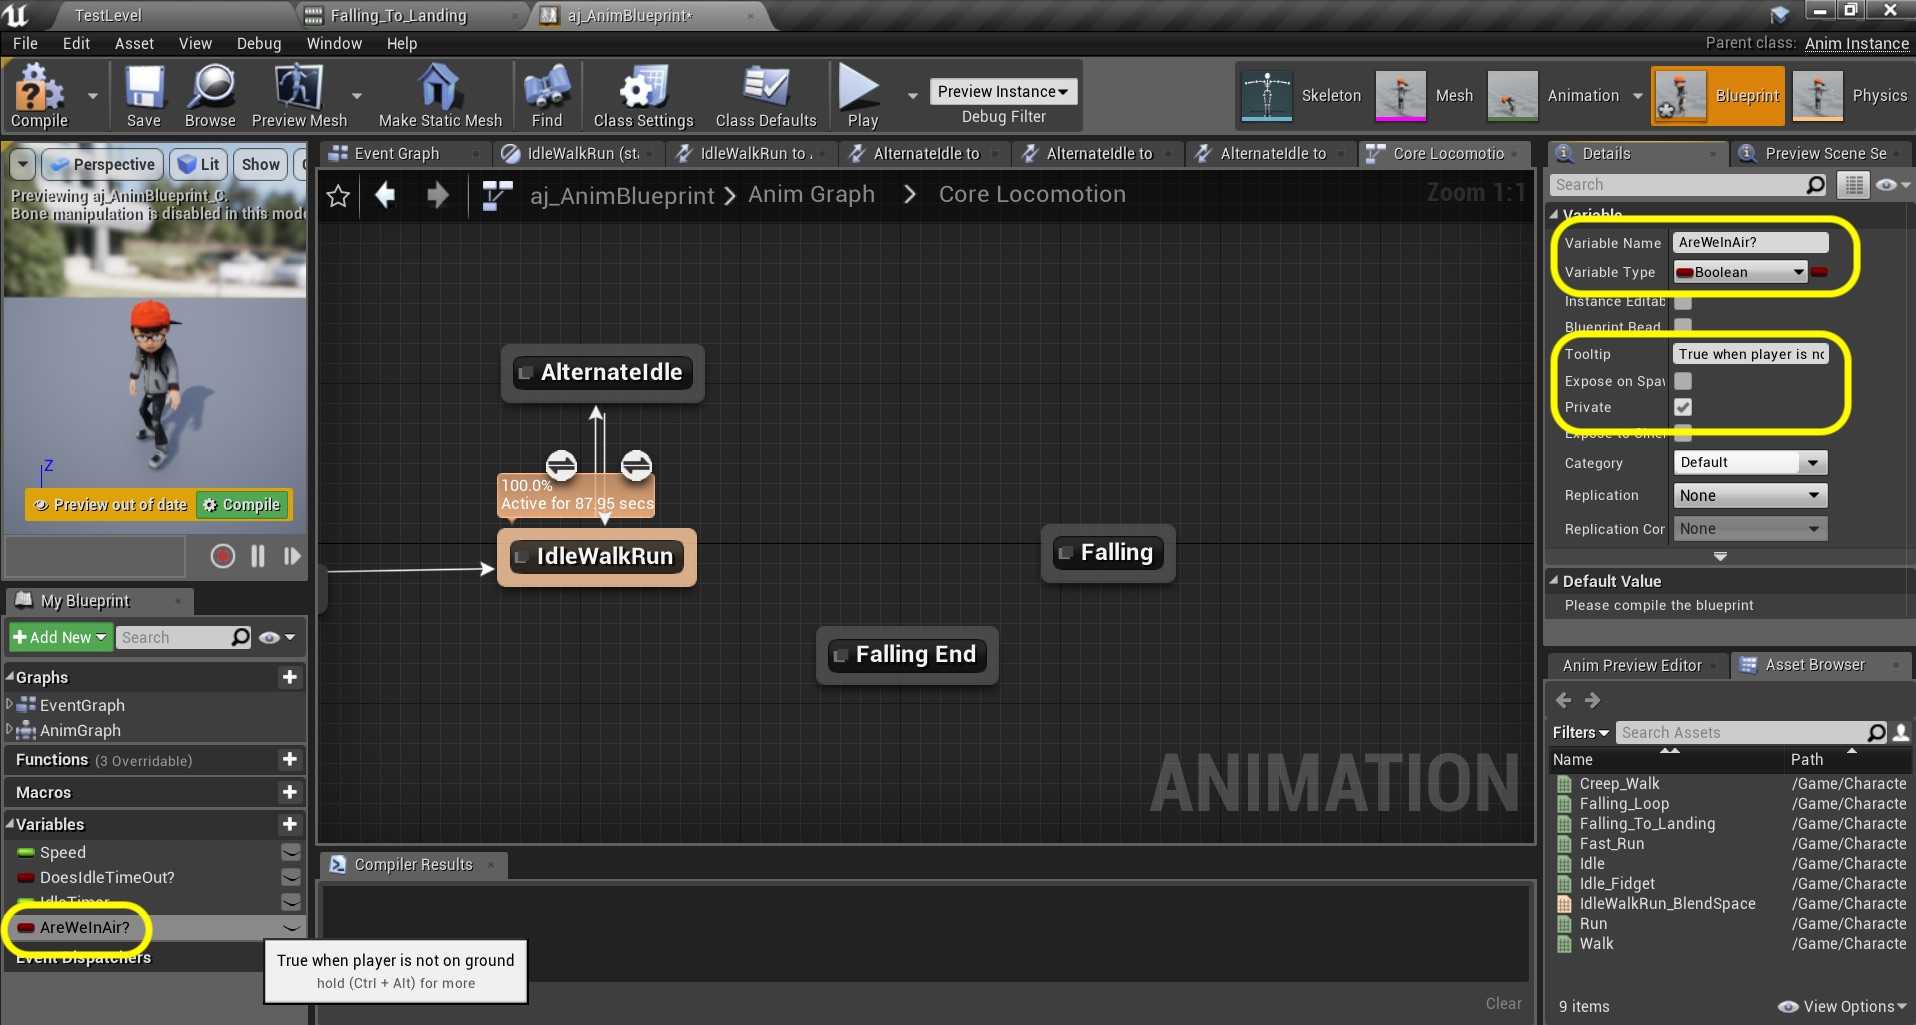 TestLevel
Falling_To_Landing
aj_AnimBlueprint*
File Edit Asset View Debug Window Help
Parent class: Anim Instance
Compile
Save
Browse
Preview Mesh
Make Static Mesh
Find
Class Settings
Class Defaults
Play
Preview Instance
Debug Filter
Skeleton
Mesh
Animation
Blueprint
Physics
Perspective
Lit
Show
Previewing aj_AnimBlueprint_C.
Bone manipulation is disabled in this mode
Z
Preview out of date
Compile
Event Graph
IdleWalkRun (sta
IdleWalkRun to
AlternateIdle to
AlternateIdle to
AlternateIdle to
Core Locomotio
aj_AnimBlueprint > Anim Graph > Core Locomotion
Zoom 1:1
AlternateIdle
100.0%
Active for 87.95 secs
IdleWalkRun
Falling
Falling End
ANIMATION
My Blueprint
Add New
Search
Graphs
EventGraph
AnimGraph
Functions (3 Overridable)
Macros
Variables
Speed
DoesIdleTimeOut?
IdleTimer
AreWeInAir?
Event Dispatchers
True when player is not on ground
hold (Ctrl + Alt) for more
Compiler Results
Clear
Details
Preview Scene Se
Search
Variable
Variable Name AreWeInAir?
Variable Type Boolean
Instance Editab
Blueprint Read
Tooltip True when player is no
Expose on Spaw
Private
Expose to Cine
Category Default
Replication None
Replication Con None
Default Value
Please compile the blueprint
Anim Preview Editor
Asset Browser
Filters
Search Assets
Name Path
Creep_Walk /Game/Characte
Falling_Loop /Game/Characte
Falling_To_Landing /Game/Characte
Fast_Run /Game/Characte
Idle /Game/Characte
Idle_Fidget /Game/Characte
IdleWalkRun_BlendSpace /Game/Characte
Run /Game/Characte
Walk /Game/Characte
9 items
View Options